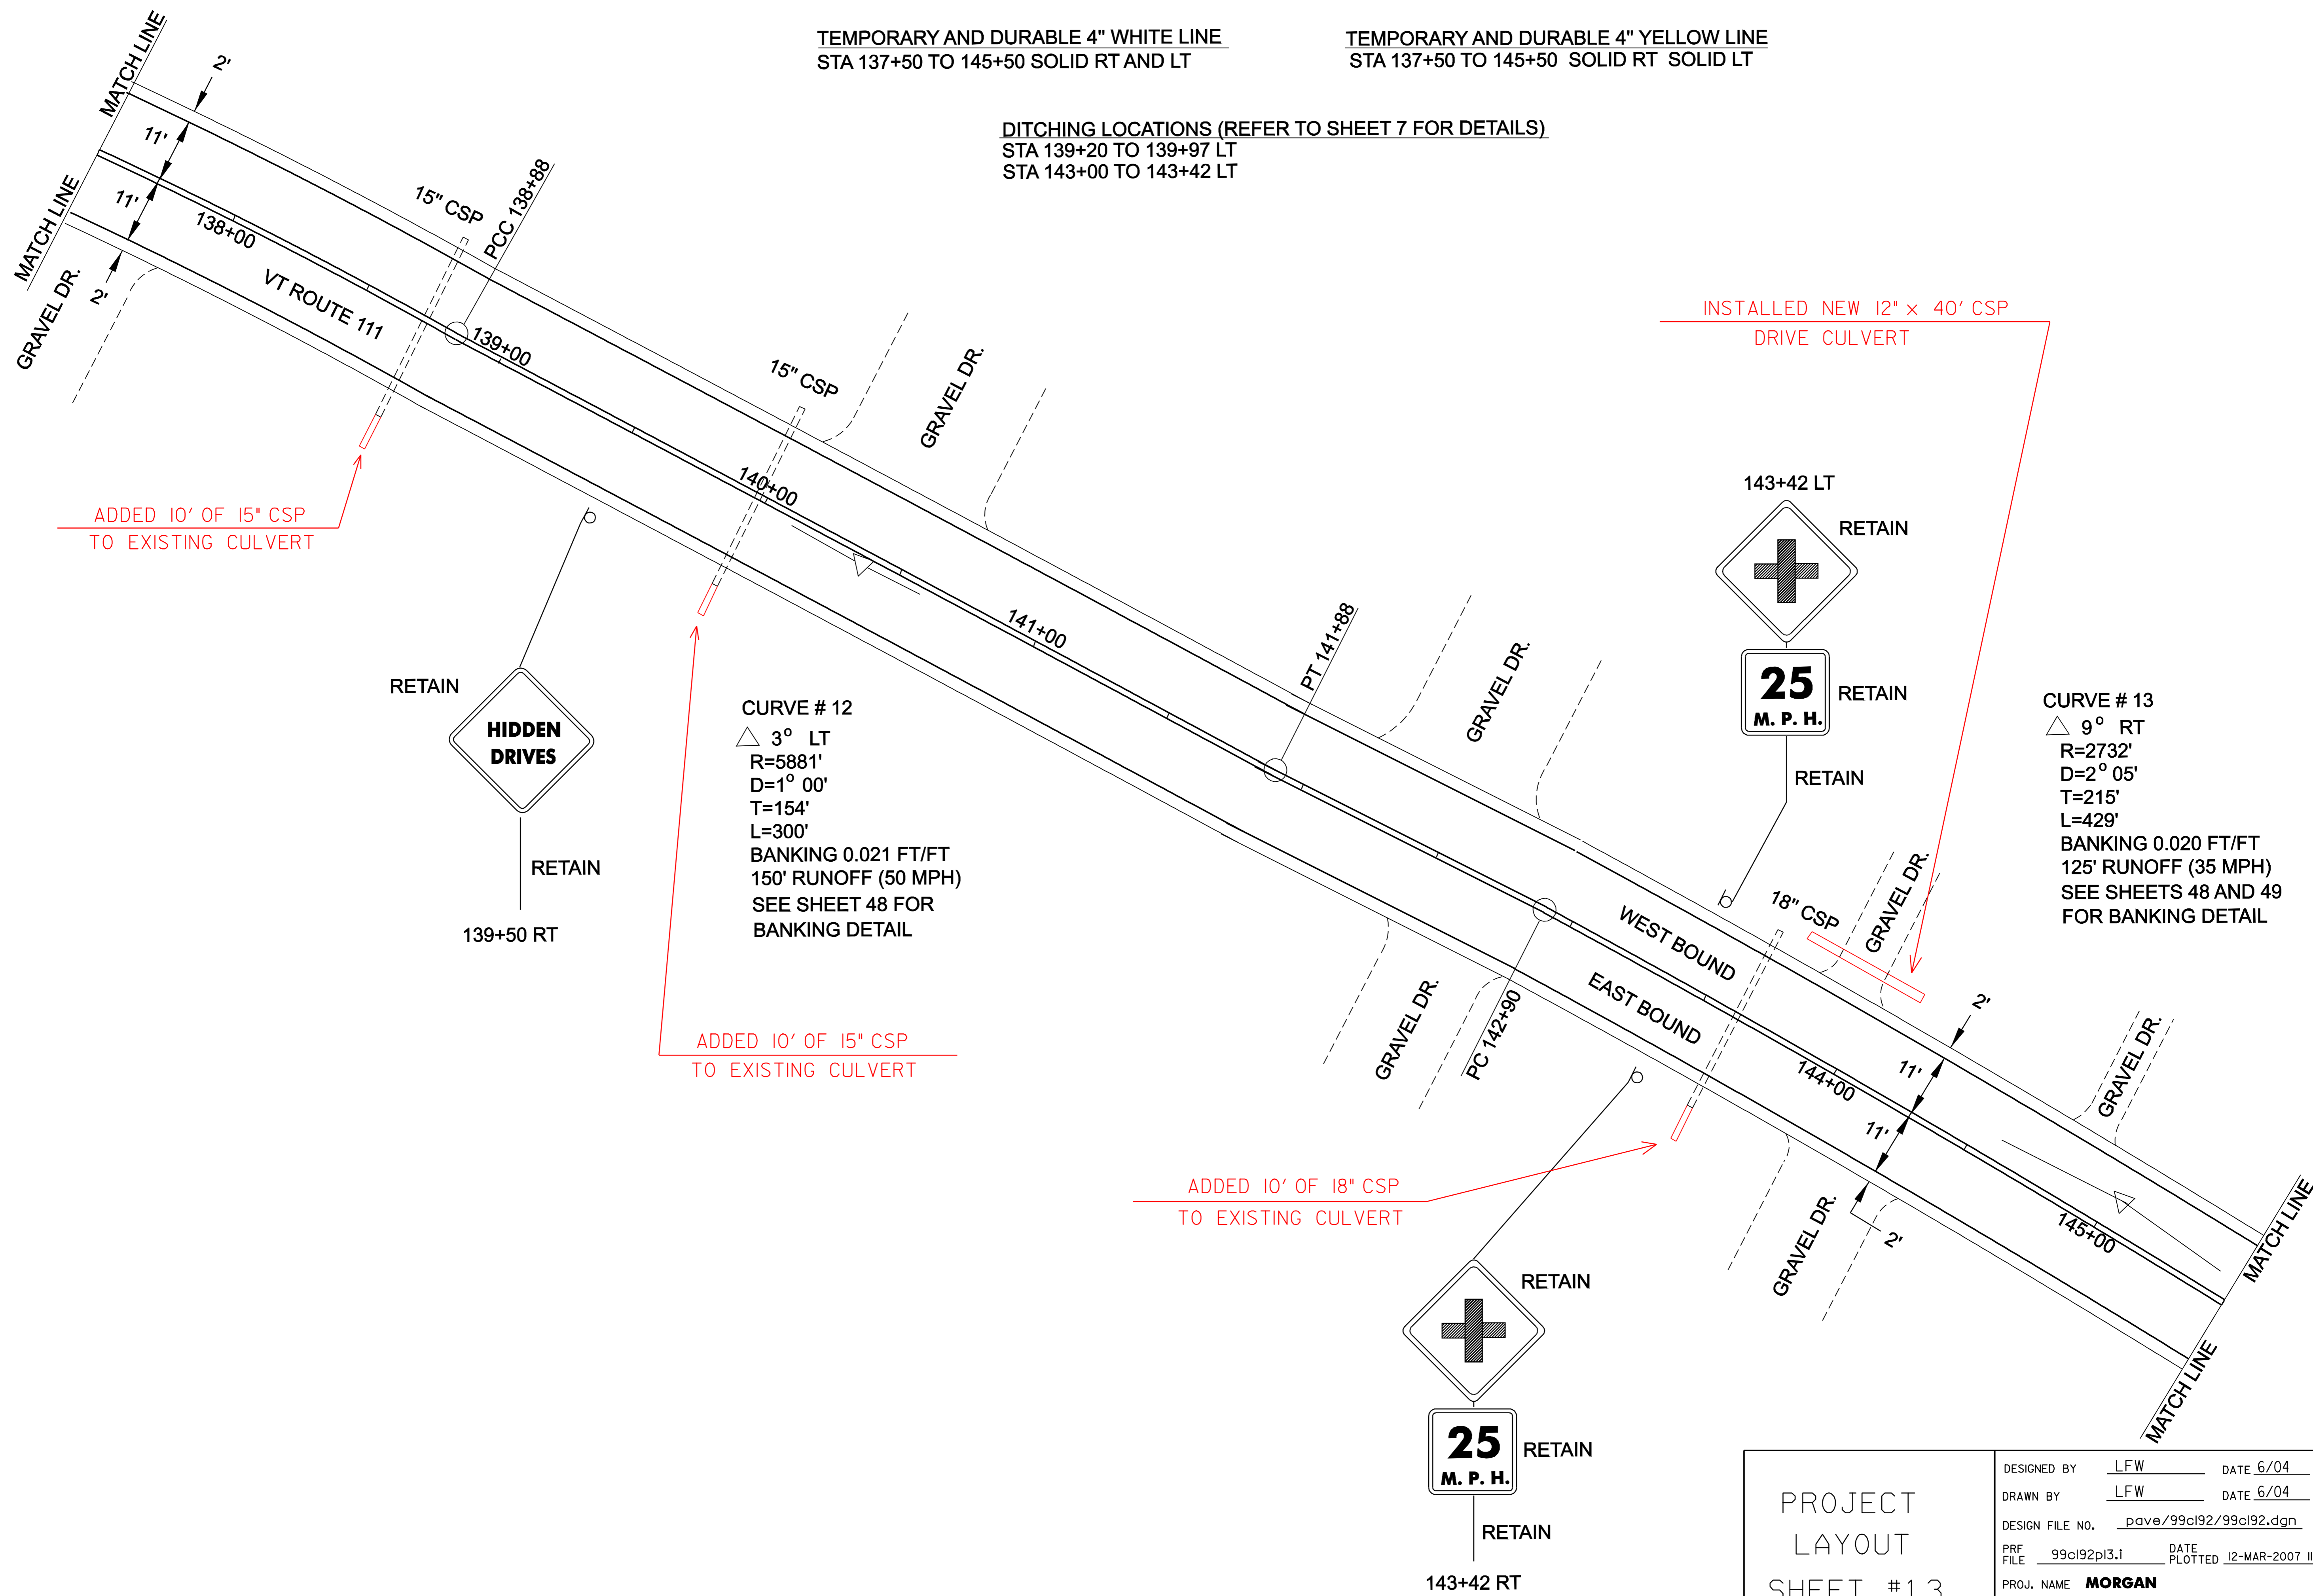 TEMPORARY AND DURABLE 4" WHITE LINE
STA 137+50 TO 145+50 SOLID RT AND LT
TEMPORARY AND DURABLE 4" YELLOW LINE
STA 137+50 TO 145+50 SOLID RT SOLID LT
DITCHING LOCATIONS (REFER TO SHEET 7 FOR DETAILS)
STA 139+20 TO 139+97 LT
STA 143+00 TO 143+42 LT
MATCH LINE
MATCH LINE
2'
11'
11'
2'
GRAVEL DR.
138+00
VT ROUTE 111
15" CSP
PCC 138+88
139+00
15" CSP
GRAVEL DR.
140+00
ADDED 10' OF 15" CSP
TO EXISTING CULVERT
INSTALLED NEW 12" x 40' CSP
DRIVE CULVERT
RETAIN
HIDDEN
DRIVES
RETAIN
139+50 RT
CURVE # 12
△ 3° LT
R=5881'
D=1° 00'
T=154'
L=300'
BANKING 0.021 FT/FT
150' RUNOFF (50 MPH)
SEE SHEET 48 FOR
BANKING DETAIL
ADDED 10' OF 15" CSP
TO EXISTING CULVERT
141+00
PT 141+88
GRAVEL DR.
143+42 LT
RETAIN
25
M. P. H.
RETAIN
RETAIN
CURVE # 13
△ 9° RT
R=2732'
D=2° 05'
T=215'
L=429'
BANKING 0.020 FT/FT
125' RUNOFF (35 MPH)
SEE SHEETS 48 AND 49
FOR BANKING DETAIL
WEST BOUND
EAST BOUND
18" CSP
GRAVEL DR.
GRAVEL DR.
PC 142+90
144+00
2'
11'
11'
2'
GRAVEL DR.
GRAVEL DR.
145+00
MATCH LINE
MATCH LINE
ADDED 10' OF 18" CSP
TO EXISTING CULVERT
RETAIN
25
M. P. H.
RETAIN
RETAIN
143+42 RT
PROJECT
LAYOUT
SHEET #13
DESIGNED BY LFW DATE 6/04
DRAWN BY LFW DATE 6/04
DESIGN FILE NO. pave/99c192/99c192.dgn
PRF FILE 99c192pl3.1 DATE PLOTTED 12-MAR-2007
PROJ. NAME MORGAN